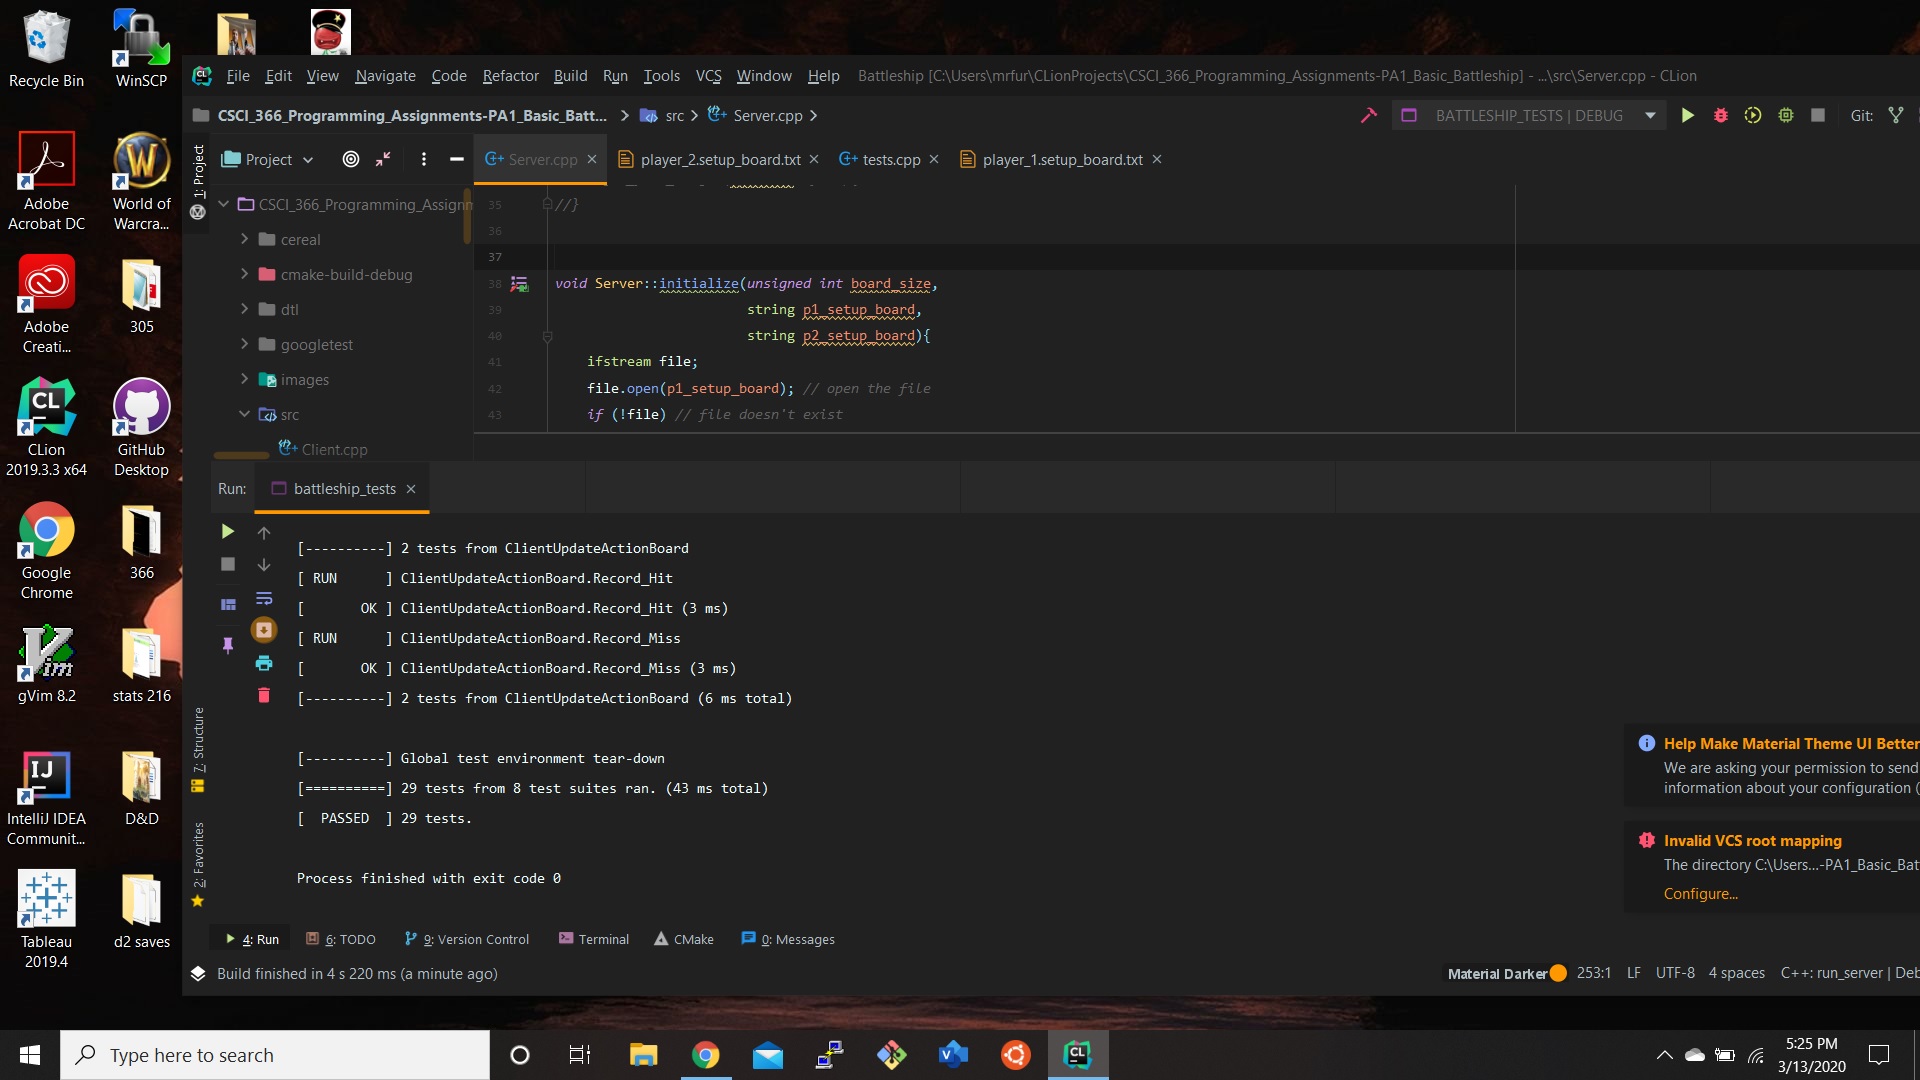 Recycle Bin
WinSCP
Adobe
Acrobat DC
World of
Warcra...
Adobe
Creati...
305
CLion
2019.3.3 x64
GitHub
Desktop
Google
Chrome
366
gVim 8.2
stats 216
IntelliJ IDEA
Communit...
D&D
Tableau
2019.4
d2 saves
File Edit View Navigate Code Refactor Build Run Tools VCS Window Help Battleship [C:\Users\mrfur\CLionProjects\CSCI_366_Programming_Assignments-PA1_Basic_Battleship] - ...\src\Server.cpp - CLion
CSCI_366_Programming_Assignments-PA1_Basic_Batt... src Server.cpp BATTLESHIP_TESTS | DEBUG Git:
1: Project
Project
Server.cpp player_2.setup_board.txt tests.cpp player_1.setup_board.txt
CSCI_366_Programming_Assignm
cereal
cmake-build-debug
dtl
googletest
images
src
Client.cpp
35 //}
36
37
38 void Server::initialize(unsigned int board_size,
39 string p1_setup_board,
40 string p2_setup_board){
41 ifstream file;
42 file.open(p1_setup_board); // open the file
43 if (!file) // file doesn't exist
Run: battleship_tests
[----------] 2 tests from ClientUpdateActionBoard
[ RUN      ] ClientUpdateActionBoard.Record_Hit
[       OK ] ClientUpdateActionBoard.Record_Hit (3 ms)
[ RUN      ] ClientUpdateActionBoard.Record_Miss
[       OK ] ClientUpdateActionBoard.Record_Miss (3 ms)
[----------] 2 tests from ClientUpdateActionBoard (6 ms total)
[----------] Global test environment tear-down
[==========] 29 tests from 8 test suites ran. (43 ms total)
[  PASSED  ] 29 tests.
Process finished with exit code 0
7: Structure
2: Favorites
Help Make Material Theme UI Better
We are asking your permission to send
information about your configuration (
Invalid VCS root mapping
The directory C:\Users...-PA1_Basic_Bat
Configure...
4: Run 6: TODO 9: Version Control Terminal CMake 0: Messages
Build finished in 4 s 220 ms (a minute ago)
Material Darker 253:1 LF UTF-8 4 spaces C++: run_server | Deb
Type here to search
5:25 PM
3/13/2020